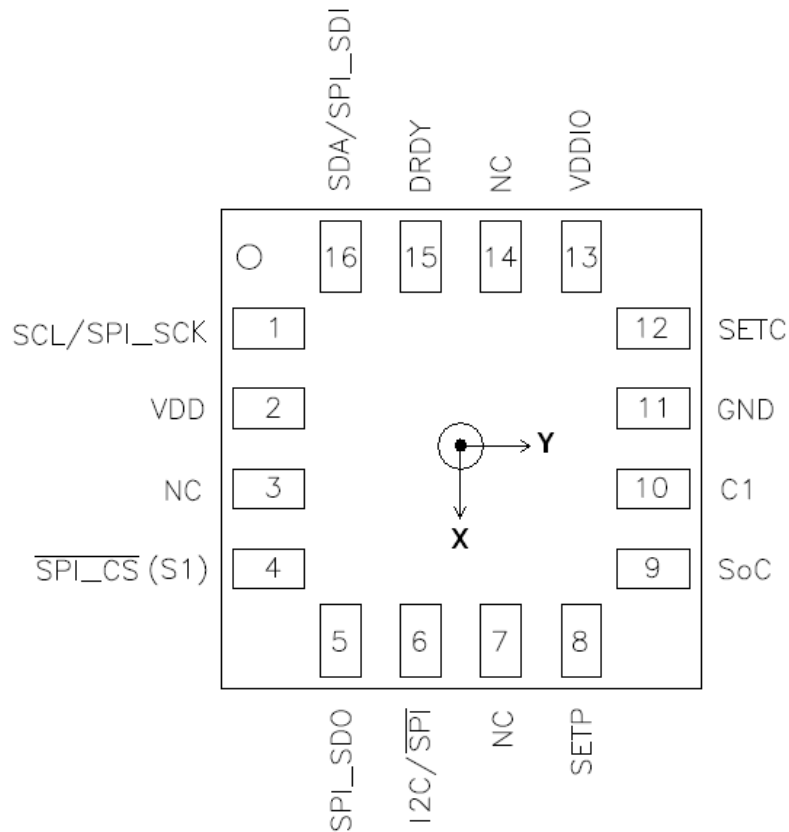 SDA/SPI_SDI
DRDY
NC
VDDIO
16
15
14
13
SCL/SPI_SCK
1
12
SETC
VDD
2
11
GND
Y
NC
3
10
C1
X
SPI_CS (S1)
4
9
SoC
5
6
7
8
SPI_SDO
I2C/SPI
NC
SETP